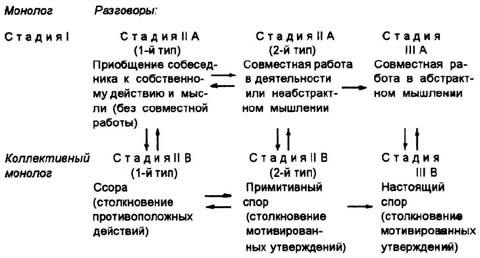 Монолог Разговоры:
Стадия I Стадия II А Стадия II А Стадия
(1-й тип) (2-й тип) III А
Приобщение собесед- Совместная работа Совместная ра-
ника к собственно- в деятельности бота в абстракт-
му действию и мыс- или неабстракт- ном мышлении
ли (без совместной ном мышлении
работы)
Коллективный Стадия II В Стадия II В Стадия
монолог (1-й тип) (2-й тип) III В
Ссора Примитивный Настоящий
(столкновение спор спор
противоположных (столкновение (столкновение
действий) мотивирован- мотивированных
ных утверждений) утверждений)